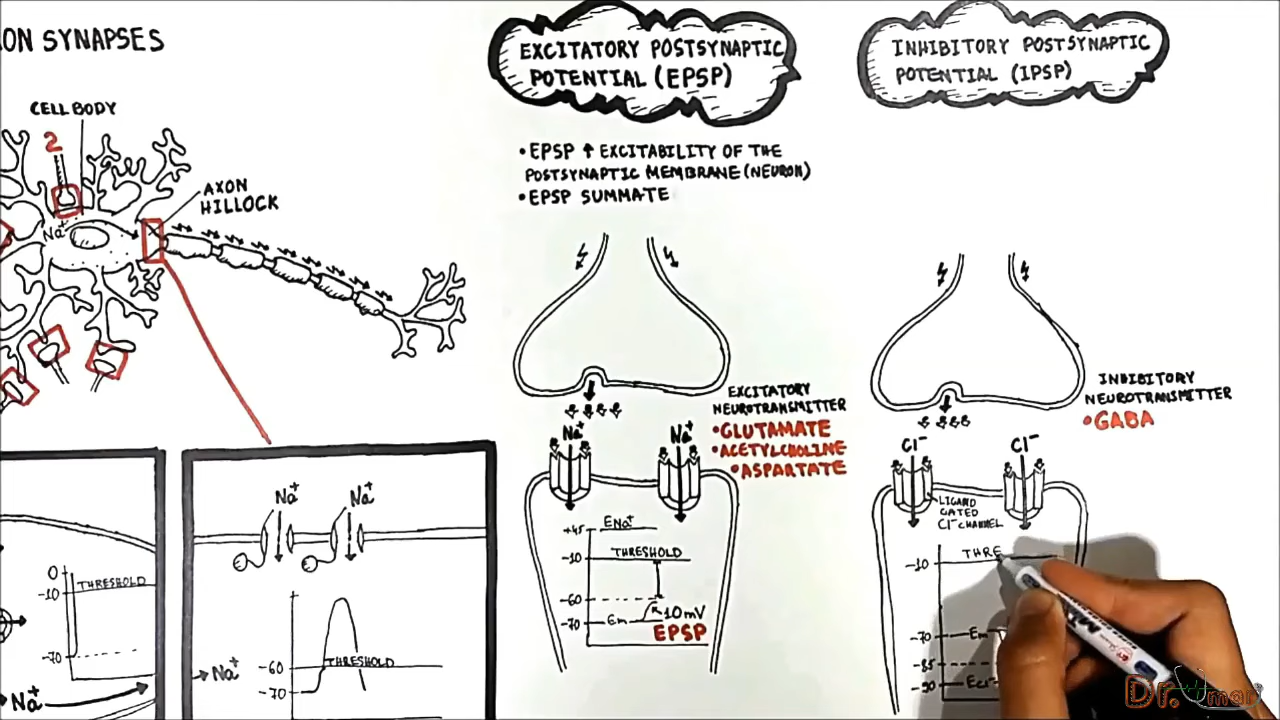 ON SYNAPSES
CELL BODY
2
AXON
HILLOCK
Na+
EXCITATORY POSTSYNAPTIC
POTENTIAL (EPSP)
• EPSP ↑ EXCITABILITY OF THE
POSTSYNAPTIC MEMBRANE (NEURON)
• EPSP SUMMATE
EXCITATORY
NEUROTRANSMITTER
• GLUTAMATE
• ACETYLCHOLINE
• ASPARTATE
Na+ Na+
+45 ENa+
-10 THRESHOLD
-60
-70 Em 10mV
EPSP
INHIBITORY POSTSYNAPTIC
POTENTIAL (IPSP)
INHIBITORY
NEUROTRANSMITTER
• GABA
Cl- Cl-
LIGAND
GATED
Cl- CHANNEL
-10 THRE
-70 Em
-85
-90 ECl-
0
-10 THRESHOLD
-70
Na+
Na+ Na+
-60 THRESHOLD
Na+
-70
Dr. Umar